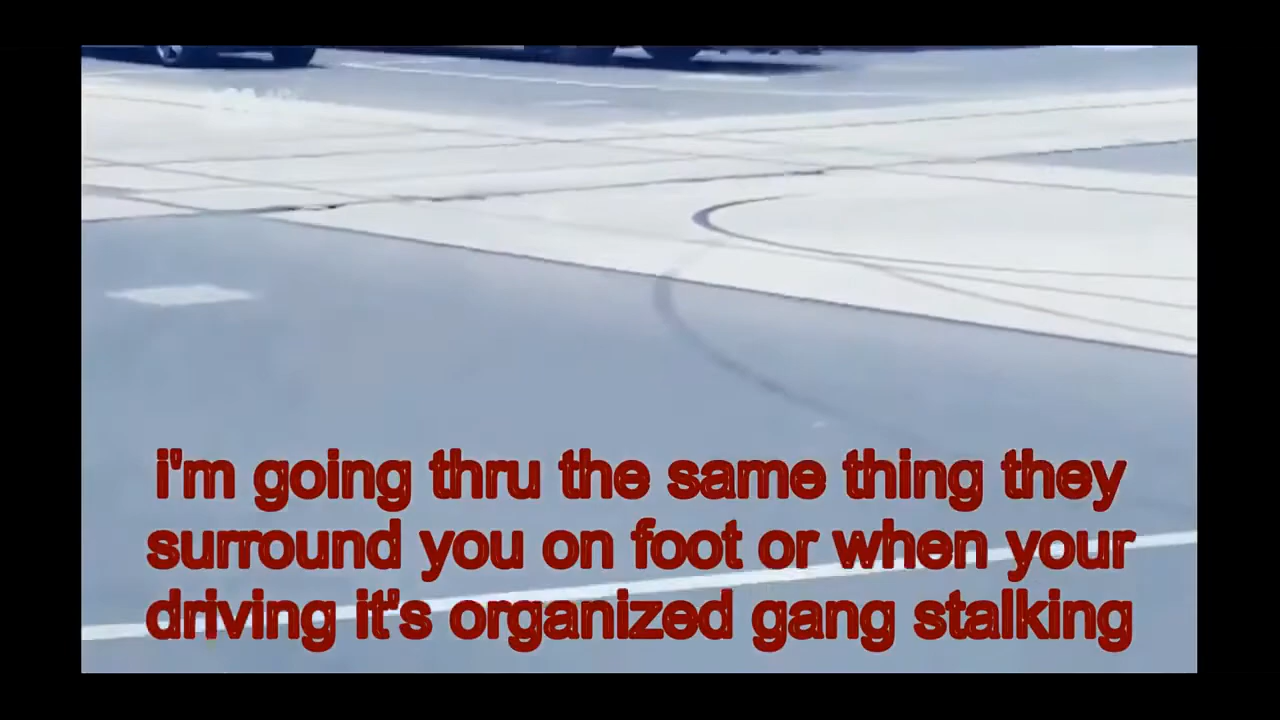 i'm going thru the same thing they
surround you on foot or when your
driving it's organized gang stalking